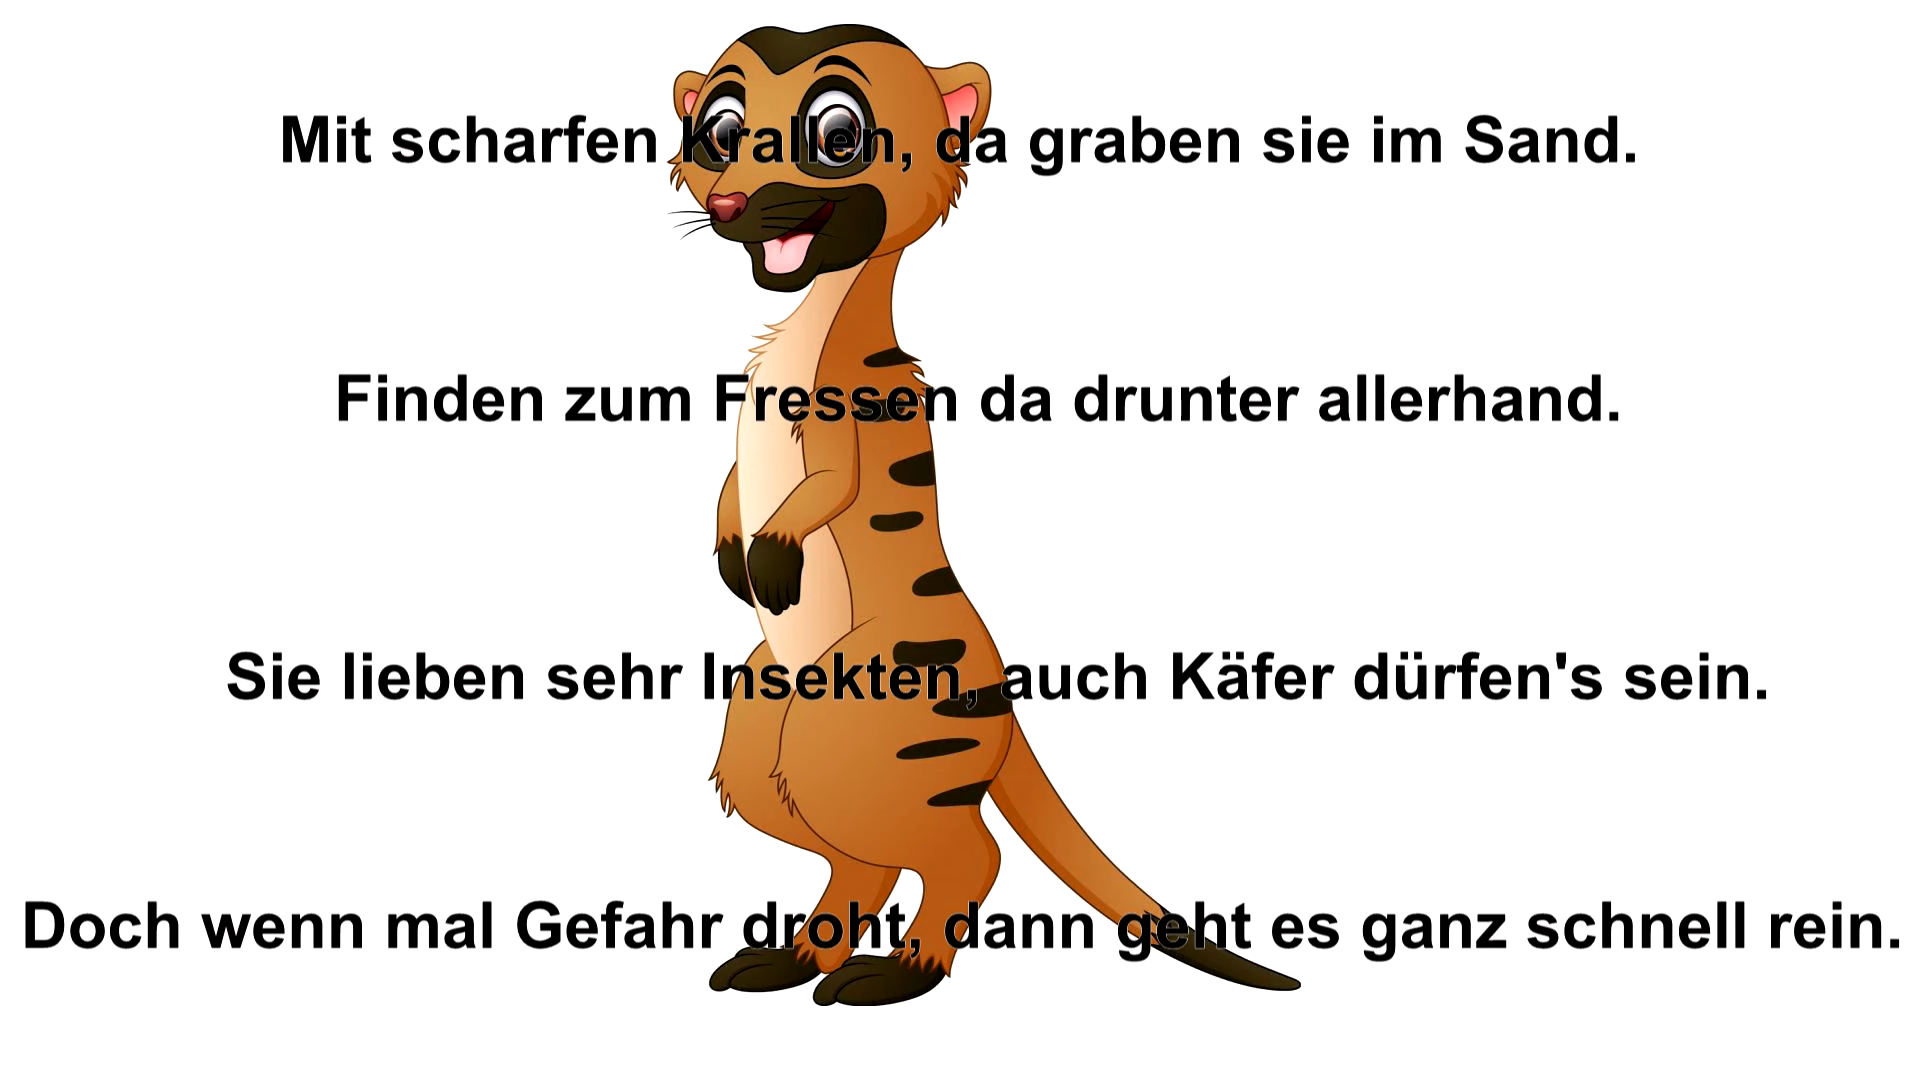 Mit scharfen Krallen, da graben sie im Sand.
Finden zum Fressen da drunter allerhand.
Sie lieben sehr Insekten, auch Käfer dürfen's sein.
Doch wenn mal Gefahr droht, dann geht es ganz schnell rein.